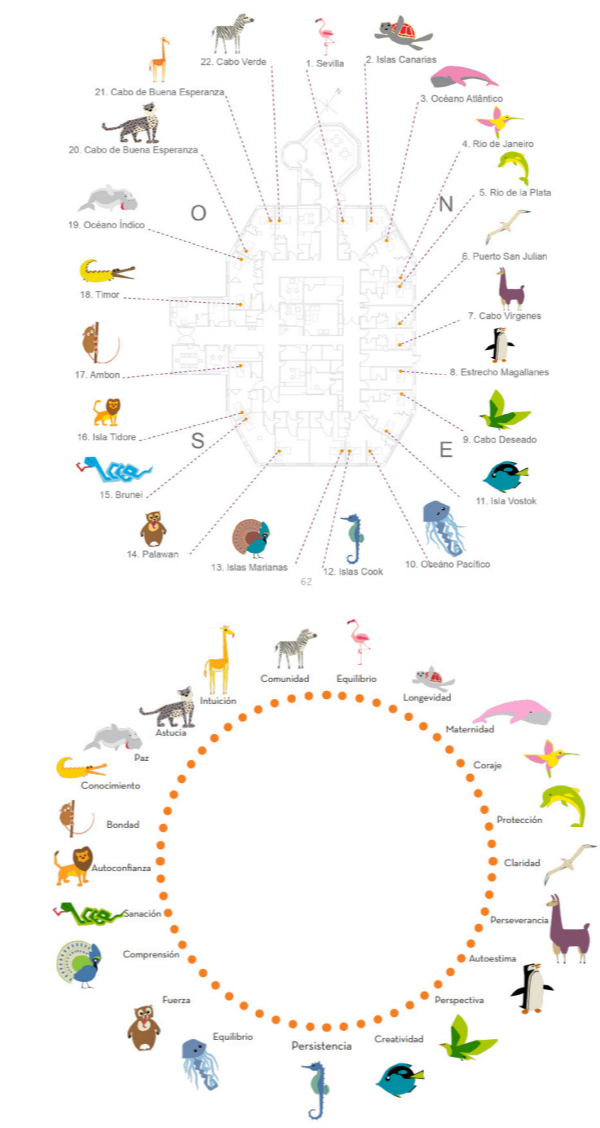 22. Cabo Verde
1. Sevilla
2. Islas Canarias
21. Cabo de Buena Esperanza
3. Océano Atlántico
20. Cabo de Buena Esperanza
4. Rio de Janeiro
5. Rio de la Plata
O
N
19. Océano Índico
6. Puerto San Julian
18. Timor
7. Cabo Virgenes
17. Ambon
8. Estrecho Magallanes
16. Isla Tidore
S
E
9. Cabo Deseado
15. Brunei
11. Isla Vostok
14. Palawan
13. Islas Marianas
12. Islas Cook
10. Océano Pacífico
62
Comunidad
Equilibrio
Intuición
Longevidad
Astucia
Maternidad
Paz
Coraje
Conocimiento
Bondad
Protección
Autoconfianza
Claridad
Sanación
Perseverancia
Comprensión
Autoestima
Fuerza
Perspectiva
Equilibrio
Persistencia
Creatividad